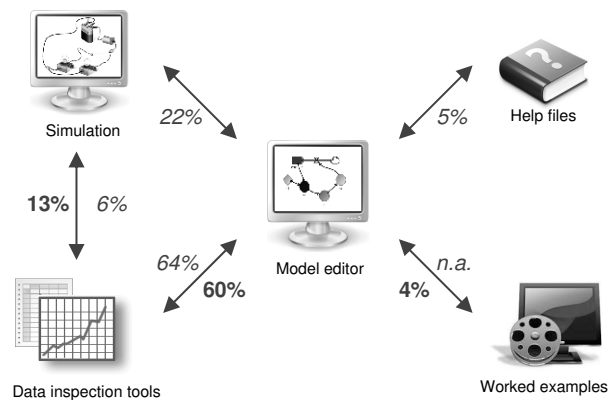 Simulation
22%
5%
Help files
13%
6%
Model editor
64%
60%
n.a.
4%
Data inspection tools
Worked examples